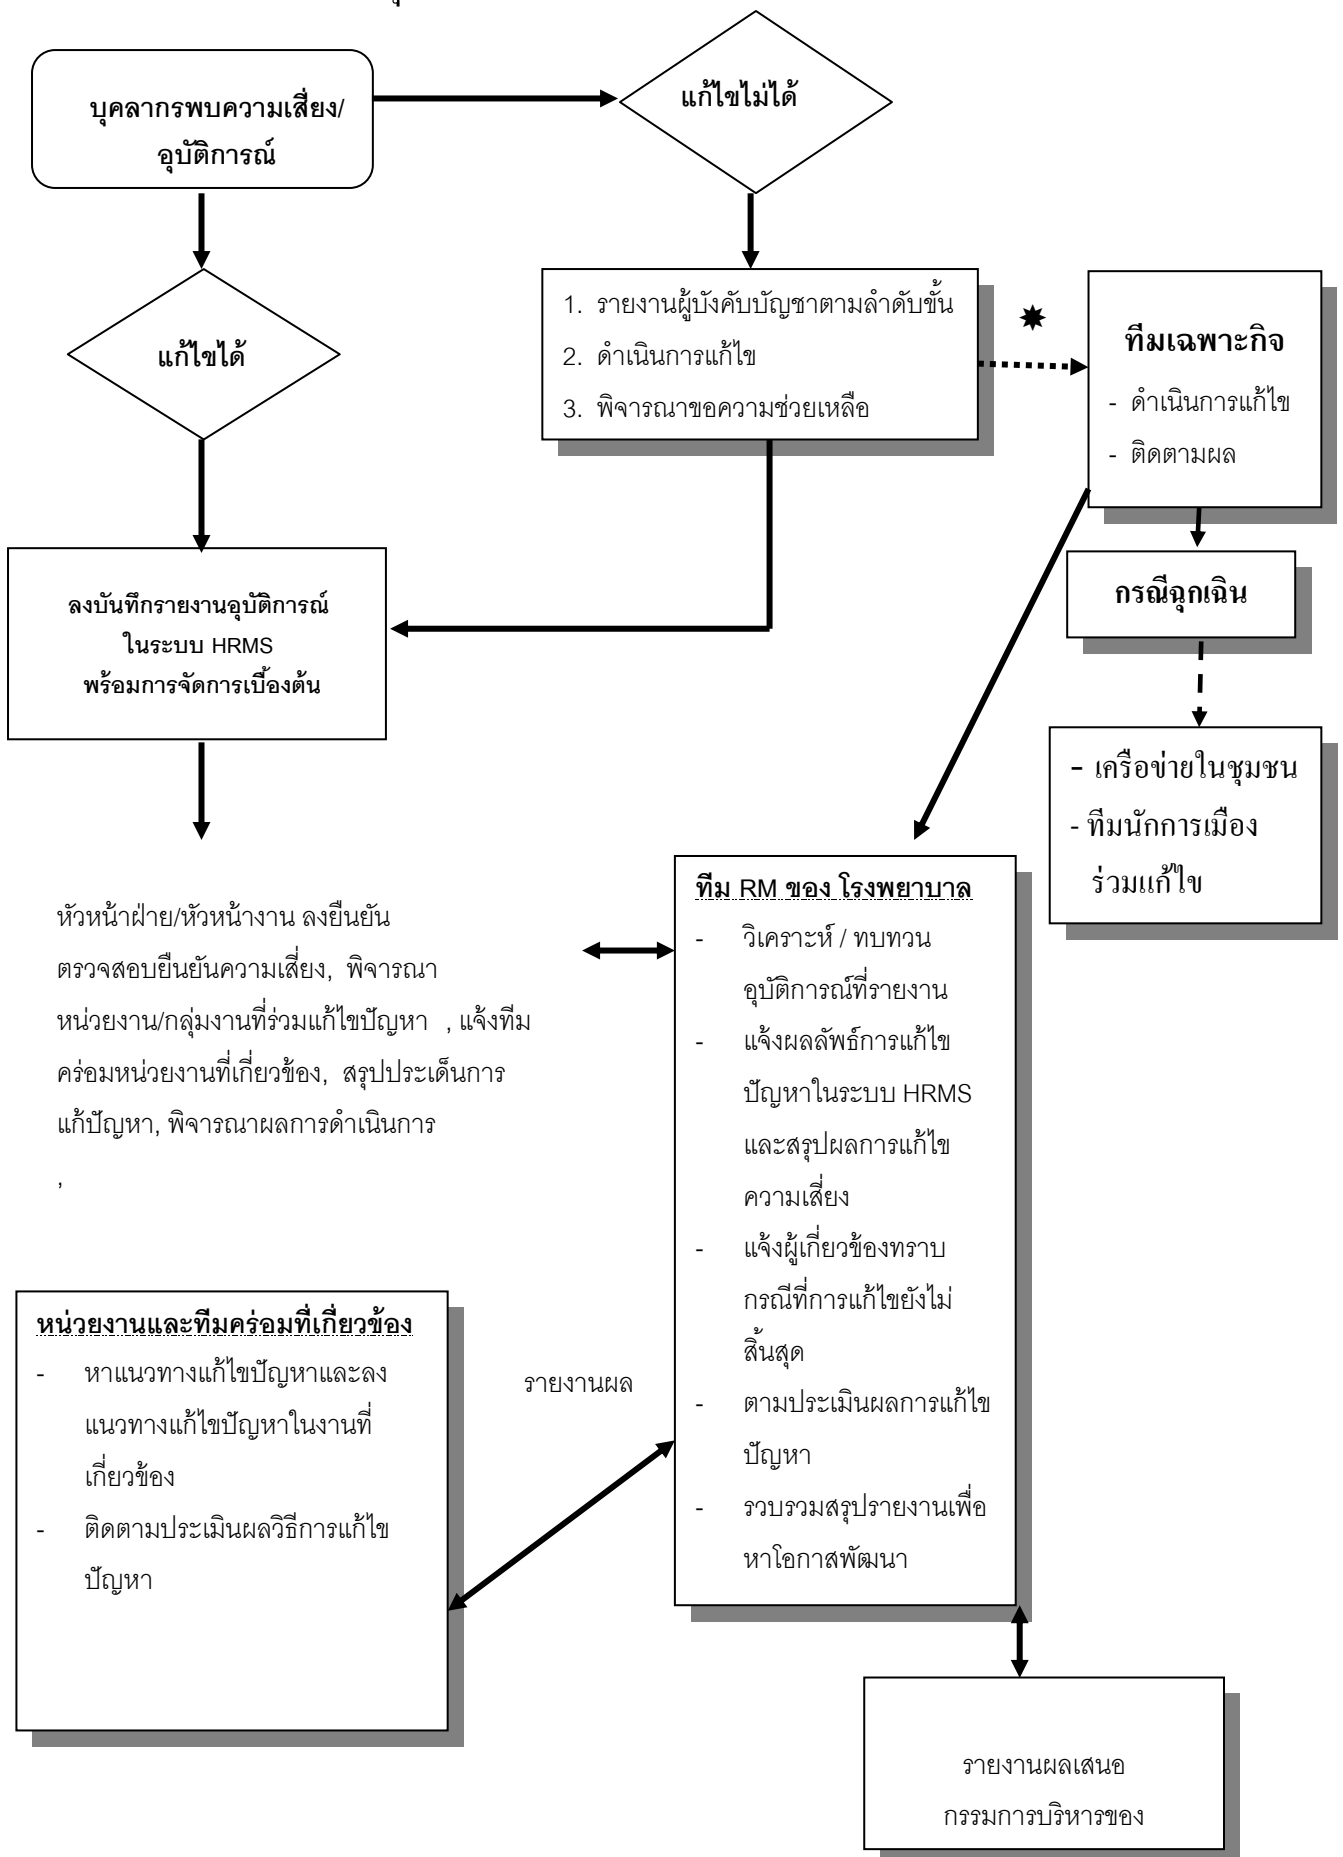 บุคลากรพบความเสี่ยง/
อุบัติการณ์
แก้ไขไม่ได้
แก้ไขได้
1. รายงานผู้บังคับบัญชาตามลำดับขั้น
2. ดำเนินการแก้ไข
3. พิจารณาขอความช่วยเหลือ
ทีมเฉพาะกิจ
- ดำเนินการแก้ไข
- ติดตามผล
กรณีฉุกเฉิน
- เครือข่ายในชุมชน
- ทีมนักการเมือง
ร่วมแก้ไข
ลงบันทึกรายงานอุบัติการณ์
ในระบบ HRMS
พร้อมการจัดการเบื้องต้น
หัวหน้าฝ่าย/หัวหน้างาน ลงยืนยัน
ตรวจสอบยืนยันความเสี่ยง, พิจารณา
หน่วยงาน/กลุ่มงานที่ร่วมแก้ไขปัญหา , แจ้งทีม
คร่อมหน่วยงานที่เกี่ยวข้อง, สรุปประเด็นการ
แก้ปัญหา, พิจารณาผลการดำเนินการ
,
ทีม RM ของ โรงพยาบาล
- วิเคราะห์ / ทบทวน
อุบัติการณ์ที่รายงาน
- แจ้งผลลัพธ์การแก้ไข
ปัญหาในระบบ HRMS
และสรุปผลการแก้ไข
ความเสี่ยง
- แจ้งผู้เกี่ยวข้องทราบ
กรณีที่การแก้ไขยังไม่
สิ้นสุด
- ตามประเมินผลการแก้ไข
ปัญหา
- รวบรวมสรุปรายงานเพื่อ
หาโอกาสพัฒนา
หน่วยงานและทีมคร่อมที่เกี่ยวข้อง
- หาแนวทางแก้ไขปัญหาและลง
แนวทางแก้ไขปัญหาในงานที่
เกี่ยวข้อง
- ติดตามประเมินผลวิธีการแก้ไข
ปัญหา
รายงานผล
รายงานผลเสนอ
กรรมการบริหารของ